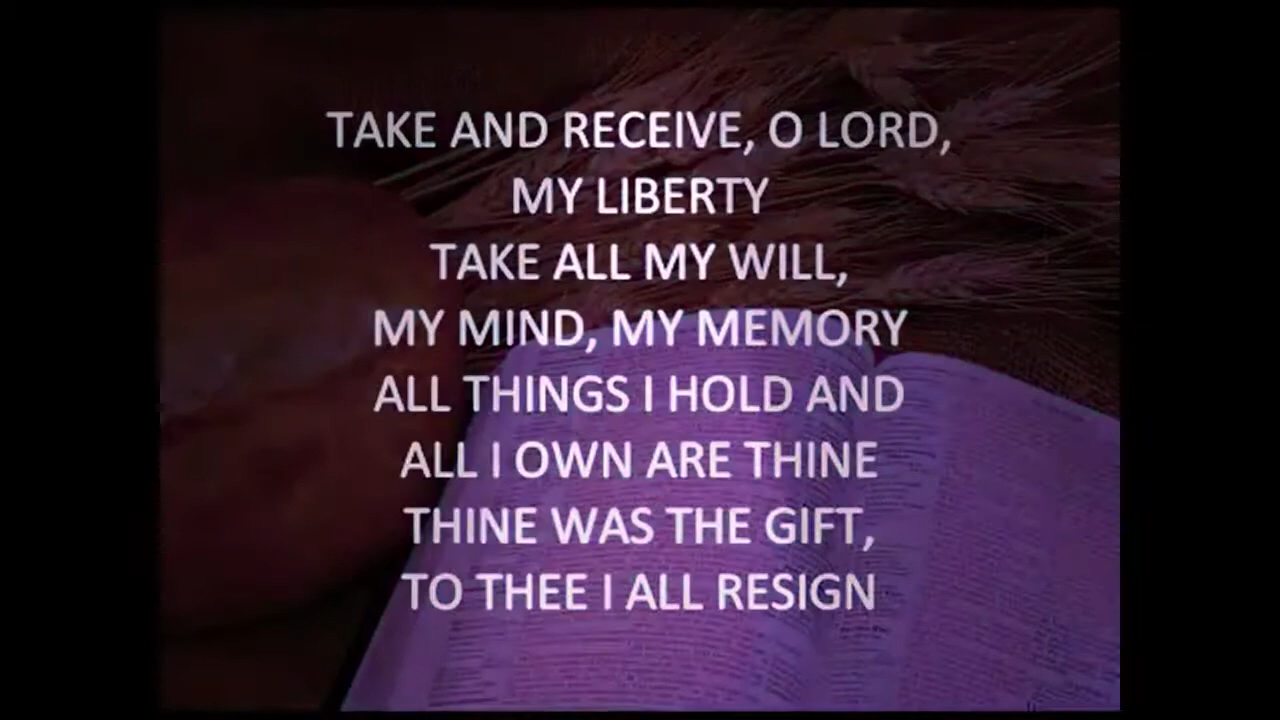 TAKE AND RECEIVE, O LORD,
MY LIBERTY
TAKE ALL MY WILL,
MY MIND, MY MEMORY
ALL THINGS I HOLD AND
ALL I OWN ARE THINE
THINE WAS THE GIFT,
TO THEE I ALL RESIGN